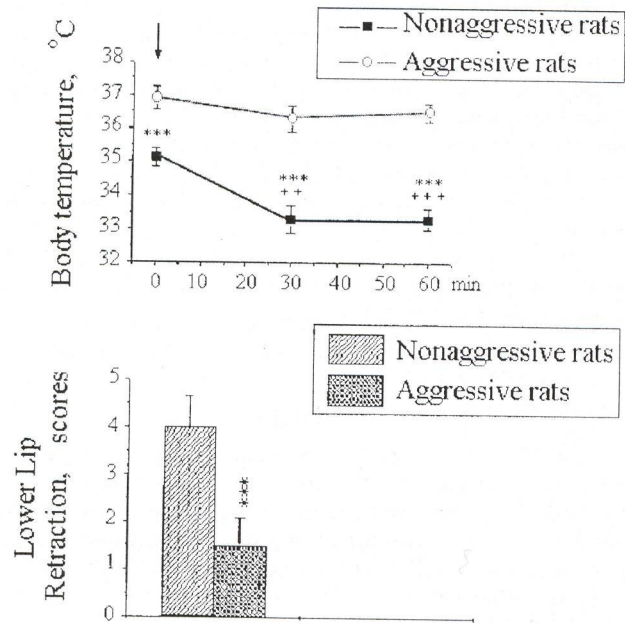 Nonaggressive rats
Aggressive rats
Body temperature, °C
38
37
36
35
34
33
32
***
***
++
***
+++
0 10 20 30 40 50 60 min
Nonaggressive rats
Aggressive rats
Lower Lip
Retraction, scores
5
4
3
2
1
0
***